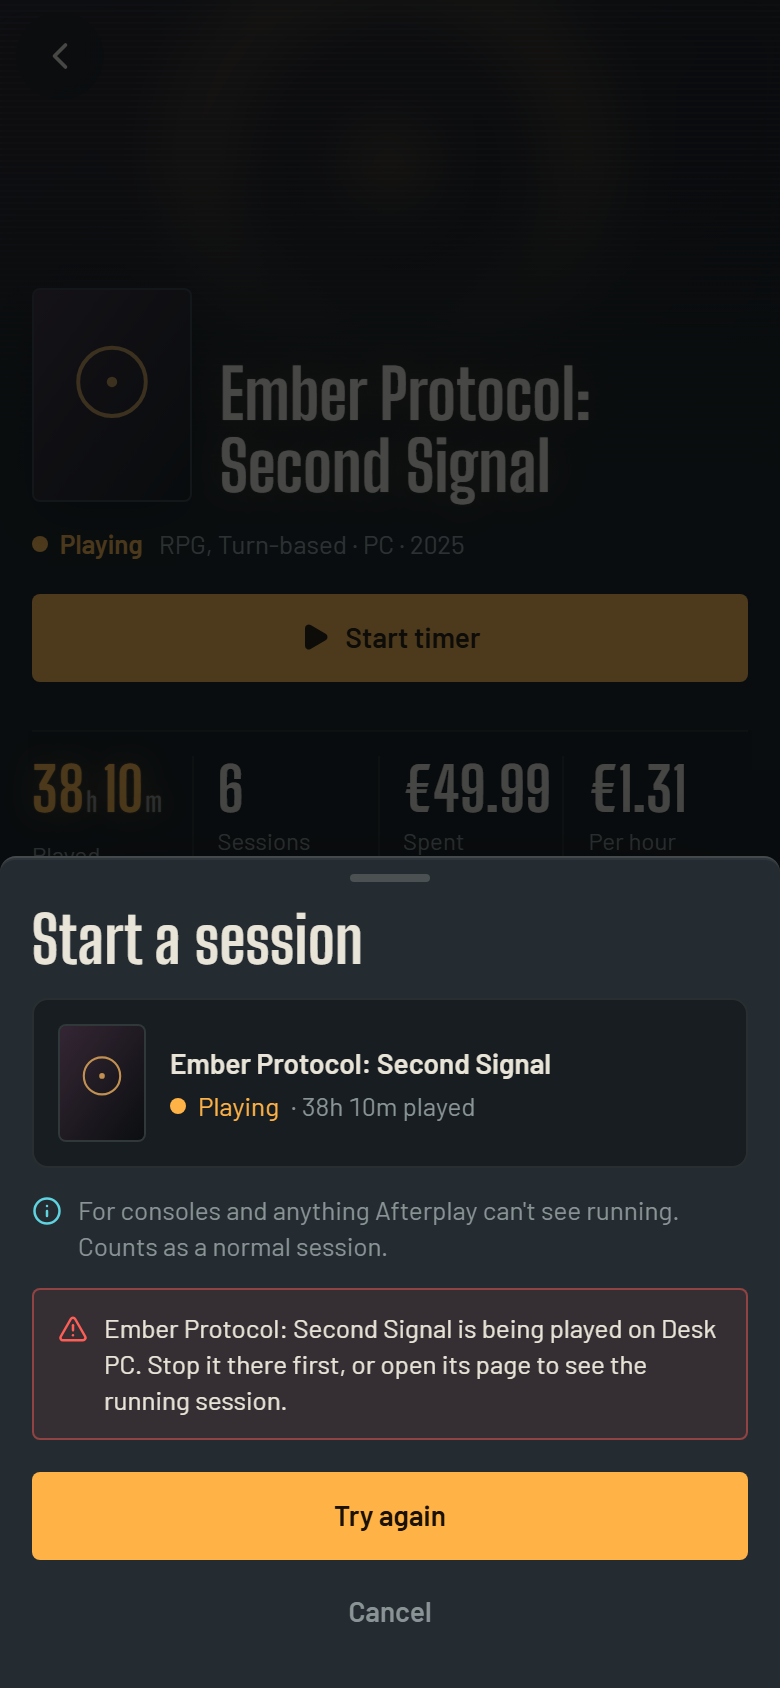 Ember Protocol:
Second Signal
Playing RPG, Turn-based · PC · 2025
Start timer
38h 10m 6 €49.99 €1.31
Played Sessions Spent Per hour
Start a session
Ember Protocol: Second Signal
Playing · 38h 10m played
For consoles and anything Afterplay can't see running.
Counts as a normal session.
Ember Protocol: Second Signal is being played on Desk
PC. Stop it there first, or open its page to see the
running session.
Try again
Cancel